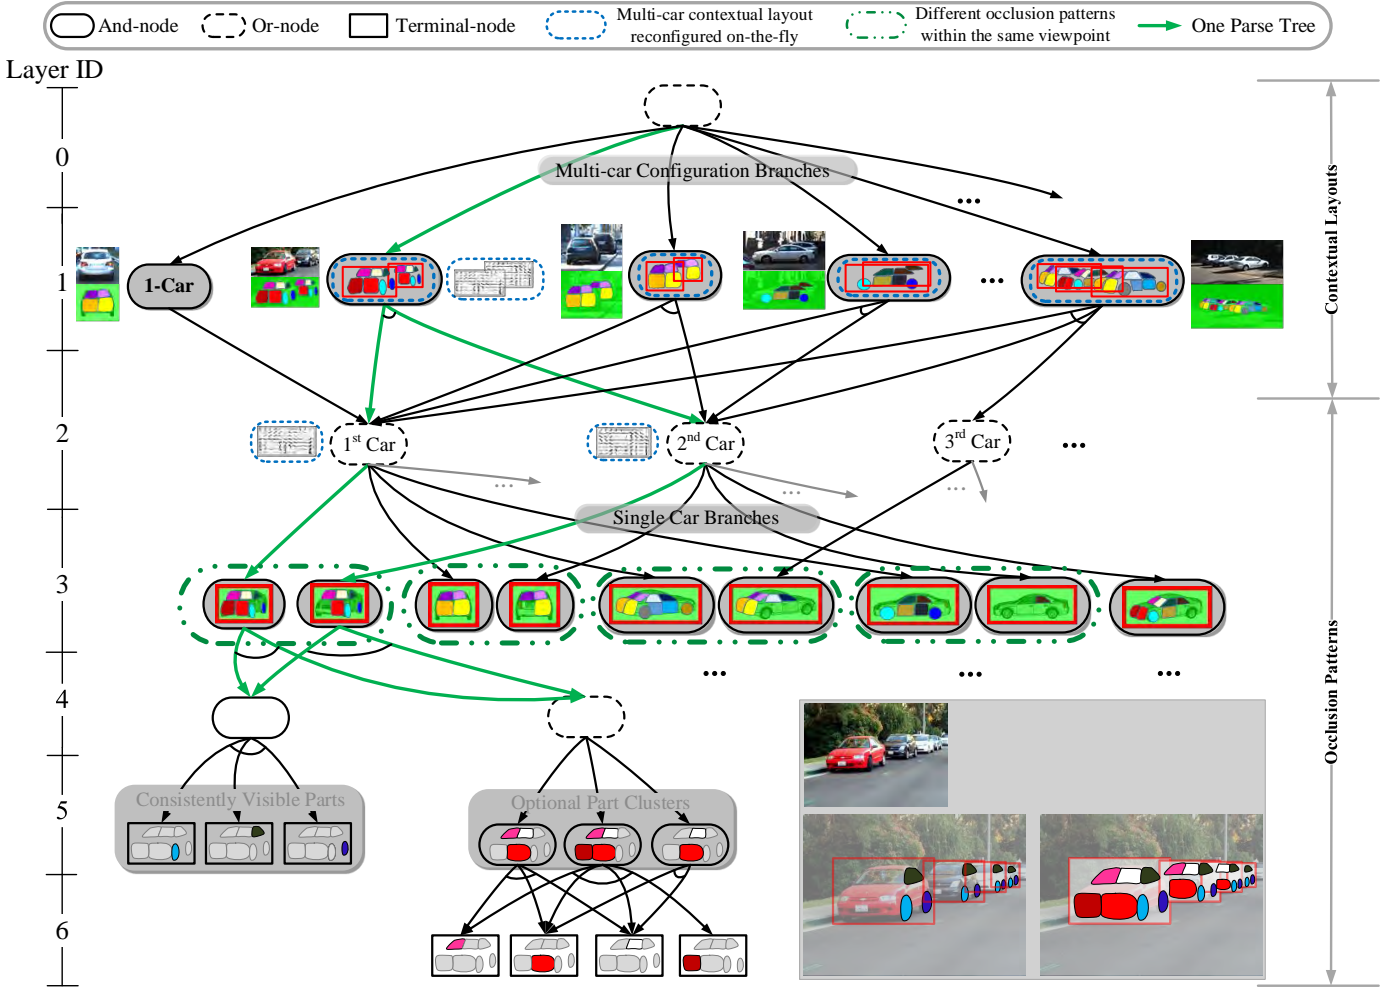 And-node
Or-node
Terminal-node
Multi-car contextual layout
reconfigured on-the-fly
Different occlusion patterns
within the same viewpoint
One Parse Tree
Layer ID
0
Multi-car Configuration Branches
...
Contextual Layouts
1
1-Car
...
2
1st Car
2nd Car
3rd Car
...
...
...
...
Single Car Branches
3
...
...
...
4
Occlusion Patterns
5
Consistently Visible Parts
Optional Part Clusters
6